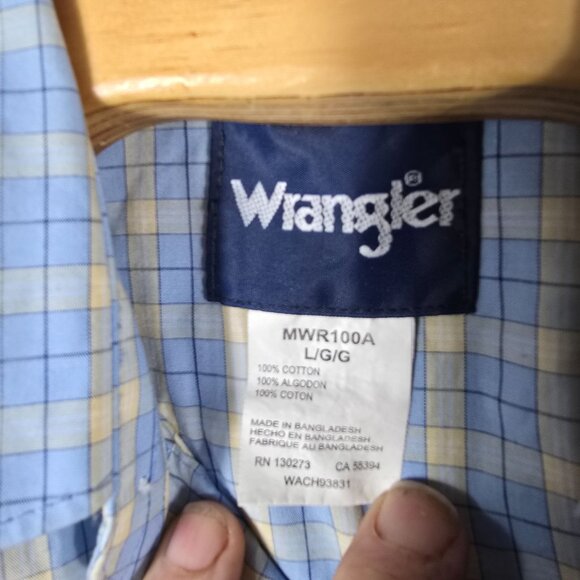 Wrangler®
MWR100A
L/G/G
100% COTTON
100% ALGODON
100% COTON
MADE IN BANGLADESH
HECHO EN BANGLADESH
FABRIQUE AU BANGLADESH
RN 130273 CA 55394
WACH93831